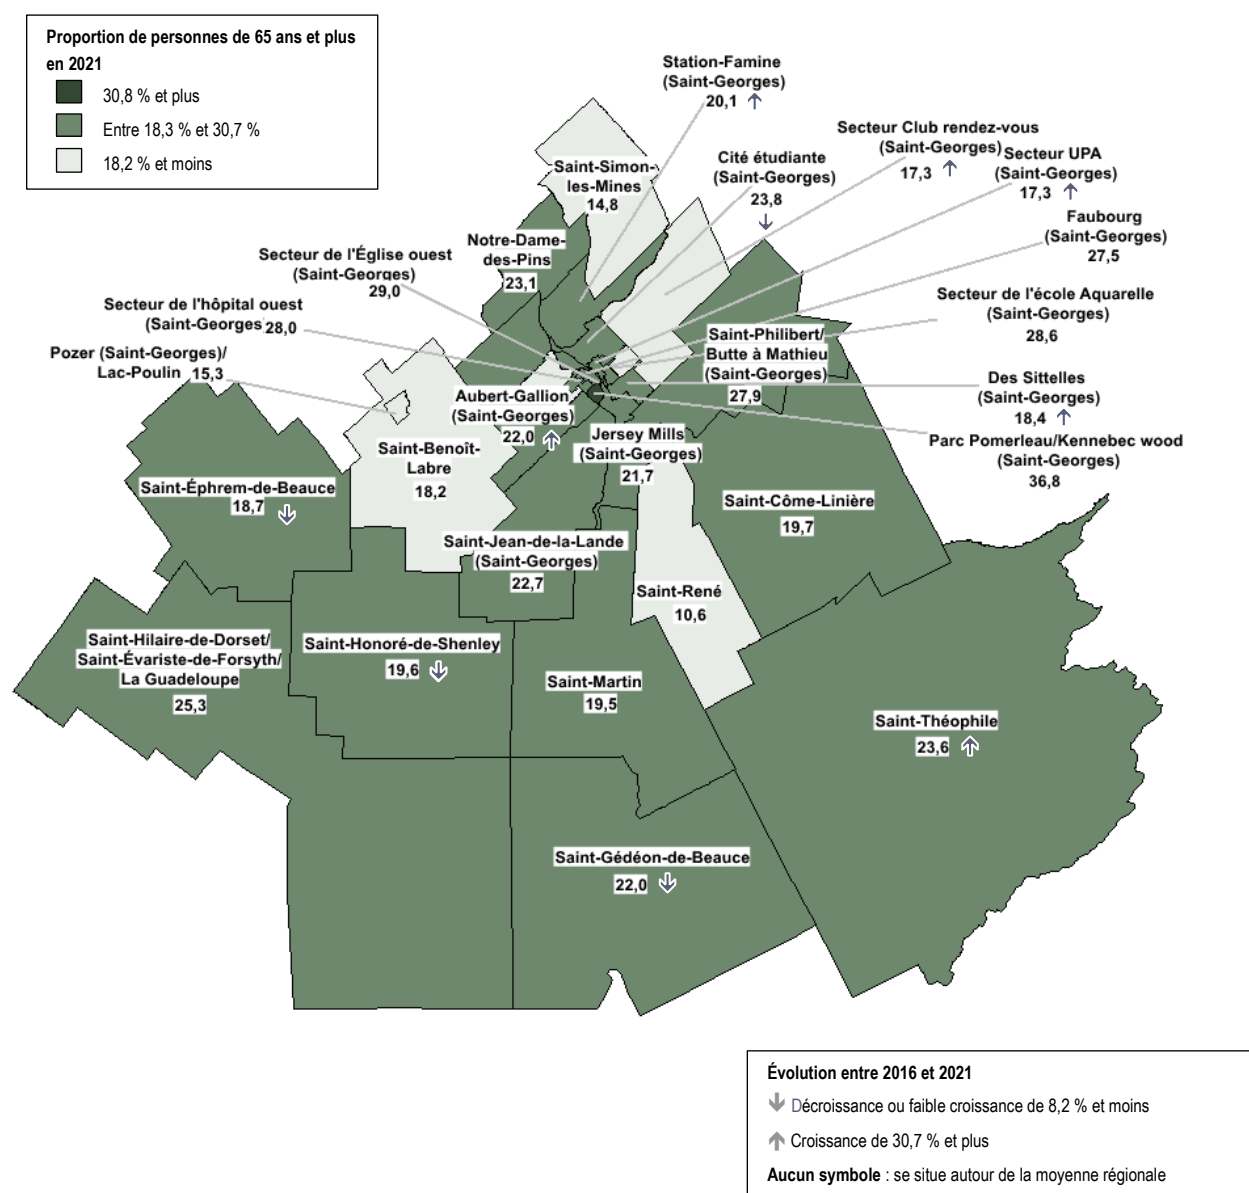 Proportion de personnes de 65 ans et plus
en 2021
30,8 % et plus
Entre 18,3 % et 30,7 %
18,2 % et moins
Station-Famine
(Saint-Georges)
20,1
Secteur Club rendez-vous
(Saint-Georges)
17,3
Secteur UPA
(Saint-Georges)
17,3
Cité étudiante
(Saint-Georges)
23,8
Saint-Simon-
les-Mines
14,8
Faubourg
(Saint-Georges)
27,5
Notre-Dame-
des-Pins
23,1
Secteur de l'Église ouest
(Saint-Georges)
29,0
Secteur de l'hôpital ouest
(Saint-Georges
28,0
Secteur de l'école Aquarelle
(Saint-Georges)
28,6
Saint-Philibert/
Butte à Mathieu
(Saint-Georges)
27,9
Pozer (Saint-Georges)/
Lac-Poulin
15,3
Des Sittelles
(Saint-Georges)
18,4
Aubert-Gallion
(Saint-Georges)
22,0
Jersey Mills
(Saint-Georges)
21,7
Parc Pomerleau/Kennebec wood
(Saint-Georges)
36,8
Saint-Benoît-
Labre
18,2
Saint-Éphrem-de-Beauce
18,7
Saint-Côme-Linière
19,7
Saint-Jean-de-la-Lande
(Saint-Georges)
22,7
Saint-René
10,6
Saint-Hilaire-de-Dorset/
Saint-Évariste-de-Forsyth/
La Guadeloupe
25,3
Saint-Honoré-de-Shenley
19,6
Saint-Martin
19,5
Saint-Théophile
23,6
Saint-Gédéon-de-Beauce
22,0
Évolution entre 2016 et 2021
Décroissance ou faible croissance de 8,2 % et moins
Croissance de 30,7 % et plus
Aucun symbole : se situe autour de la moyenne régionale